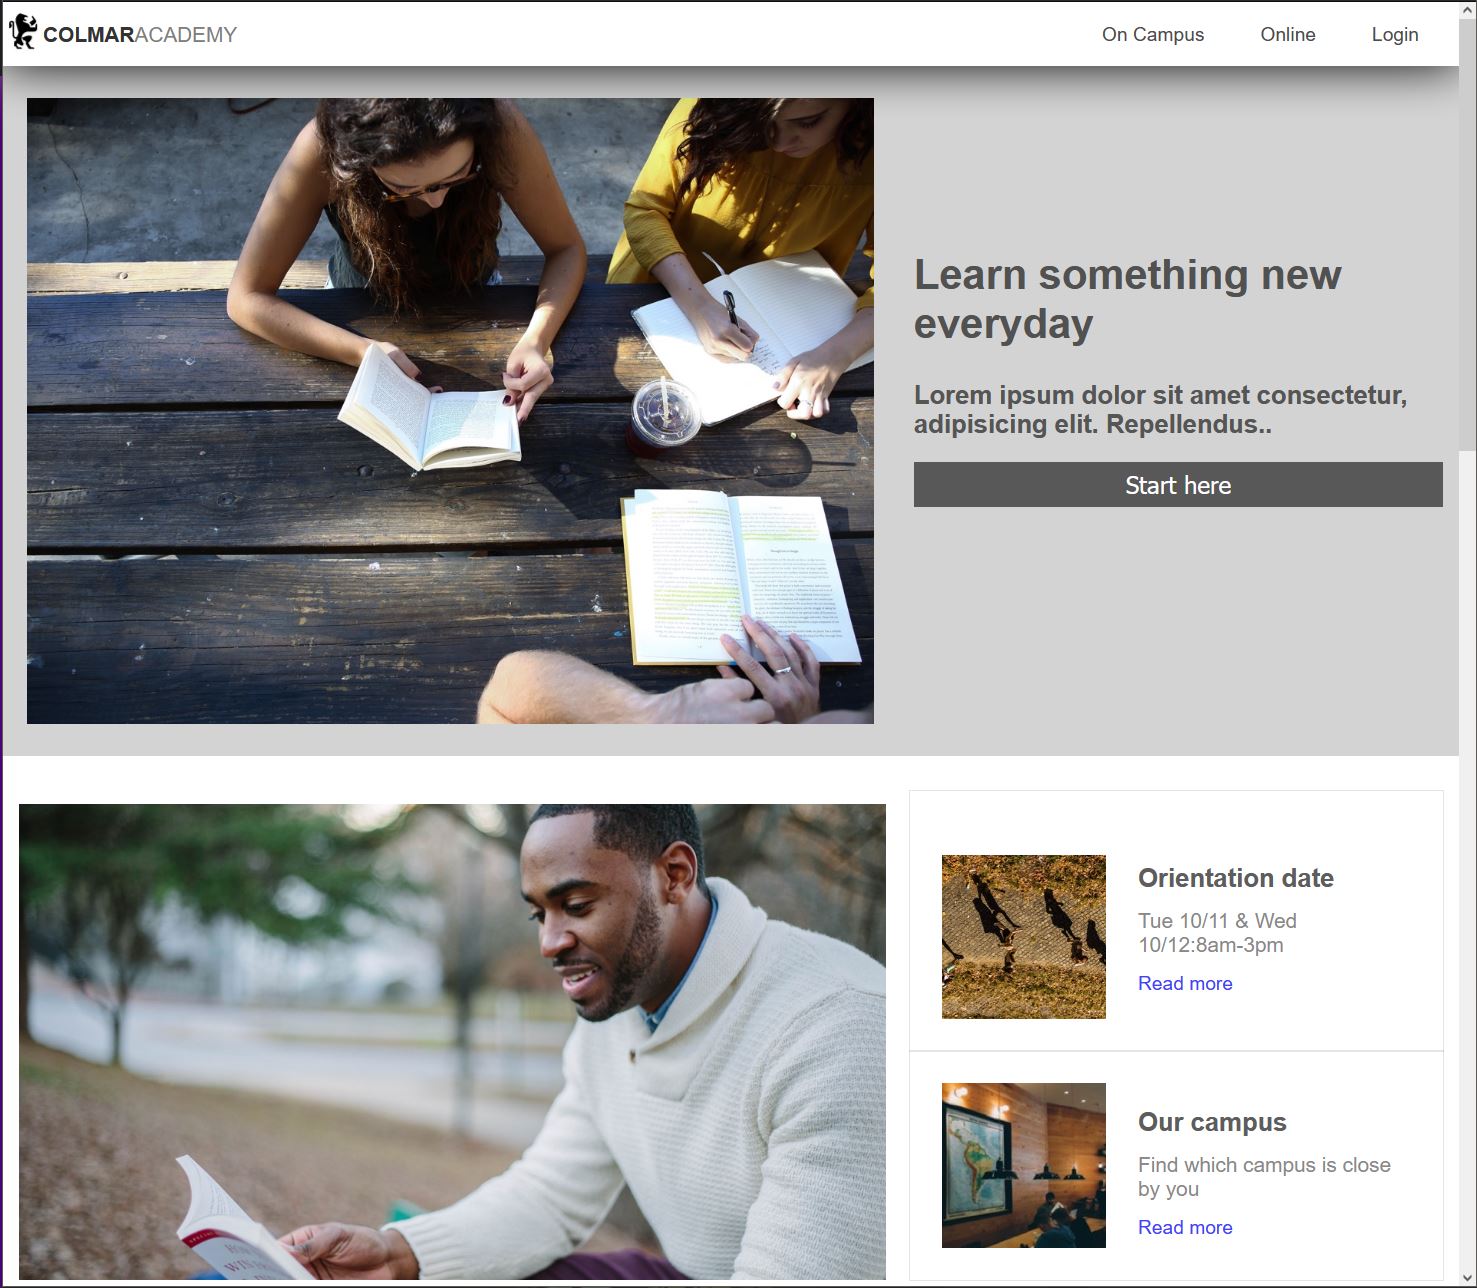 COLMARACADEMY
On Campus
Online
Login
Learn something new
everyday
Lorem ipsum dolor sit amet consectetur,
adipisicing elit. Repellendus..
Start here
Orientation date
Tue 10/11 & Wed
10/12:8am-3pm
Read more
Our campus
Find which campus is close
by you
Read more